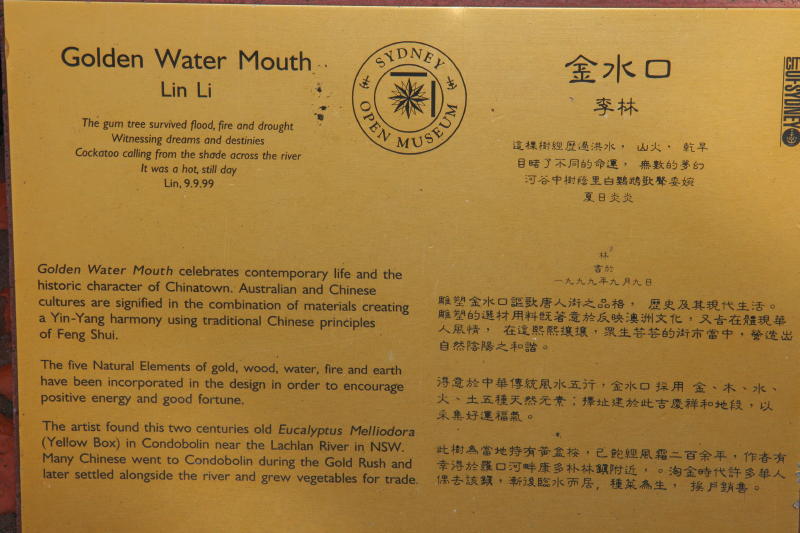 Golden Water Mouth
Lin Li
The gum tree survived flood, fire and drought
Witnessing dreams and destinies
Cockatoo calling from the shade across the river
It was a hot, still day
Lin, 9.9.99
SYDNEY
OPEN MUSEUM
金水口
李林
這棵樹經歷過洪水， 山火， 乾旱
目睹了不同的命運， 無數的夢幻
河谷中樹蔭里白鸚鵡歌聲委婉
夏日炎炎
林
書於
一九九九年九月九日
CITY OF SYDNEY
Golden Water Mouth celebrates contemporary life and the
historic character of Chinatown. Australian and Chinese
cultures are signified in the combination of materials creating
a Yin-Yang harmony using traditional Chinese principles
of Feng Shui.
The five Natural Elements of gold, wood, water, fire and earth
have been incorporated in the design in order to encourage
positive energy and good fortune.
The artist found this two centuries old Eucalyptus Melliodora
(Yellow Box) in Condobolin near the Lachlan River in NSW.
Many Chinese went to Condobolin during the Gold Rush and
later settled alongside the river and grew vegetables for trade.
雕塑金水口謳歌唐人街之品格， 歷史及其現代生活。
雕塑的選材用料既著意於反映澳洲文化，又旨在體現華
人風情， 在這熙熙攘攘，眾生芸芸的街市當中，營造出
自然陰陽之和諧。
得意於中華傳統風水五行，金水口 採用 金、木、水、
火、土五種天然元素；擇址建於此吉慶祥和地段，以
采集好運福氣。
此樹為當地特有黃盒桉，已飽經風霜二百余年，作者有
幸得於羅口河畔康多朴林鎮附近，。淘金時代許多華人
僳去該鎮，漸後臨水而居, 種菜為生， 挨戶銷售。